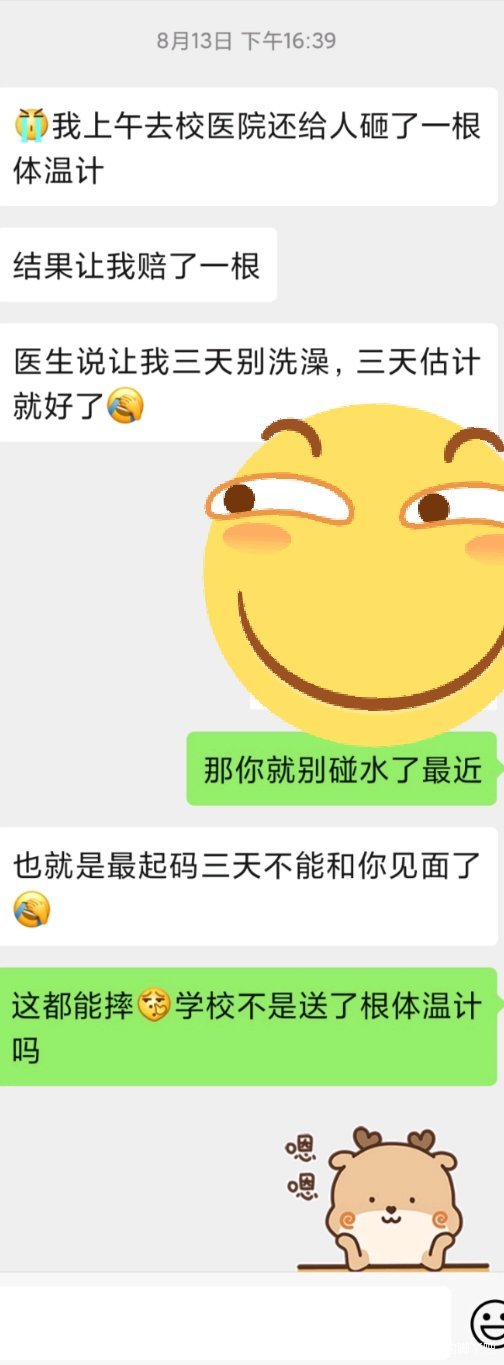 8月13日 下午16:39
我上午去校医院还给人砸了一根
体温计
结果让我赔了一根
医生说让我三天别洗澡，三天估计
就好了
那你就别碰水了最近
也就是最起码三天不能和你见面了
这都能摔学校不是送了根体温计
吗
嗯
嗯